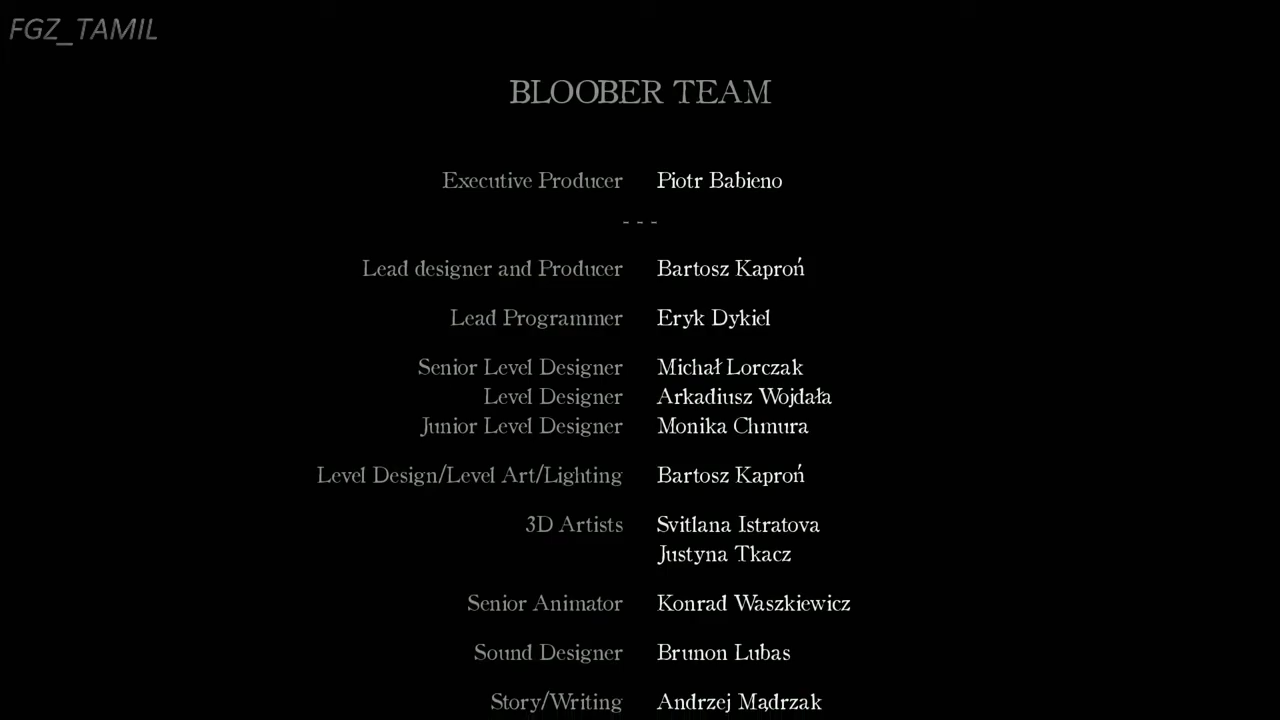 FGZ_TAMIL
BLOOBER TEAM
Executive Producer Piotr Babieno
- - -
Lead designer and Producer Bartosz Kaproń
Lead Programmer Eryk Dykiel
Senior Level Designer Michał Lorczak
Level Designer Arkadiusz Wojdała
Junior Level Designer Monika Chmura
Level Design/Level Art/Lighting Bartosz Kaproń
3D Artists Svitlana Istratova
Justyna Tkacz
Senior Animator Konrad Waszkiewicz
Sound Designer Brunon Lubas
Story/Writing Andrzej Mądrzak